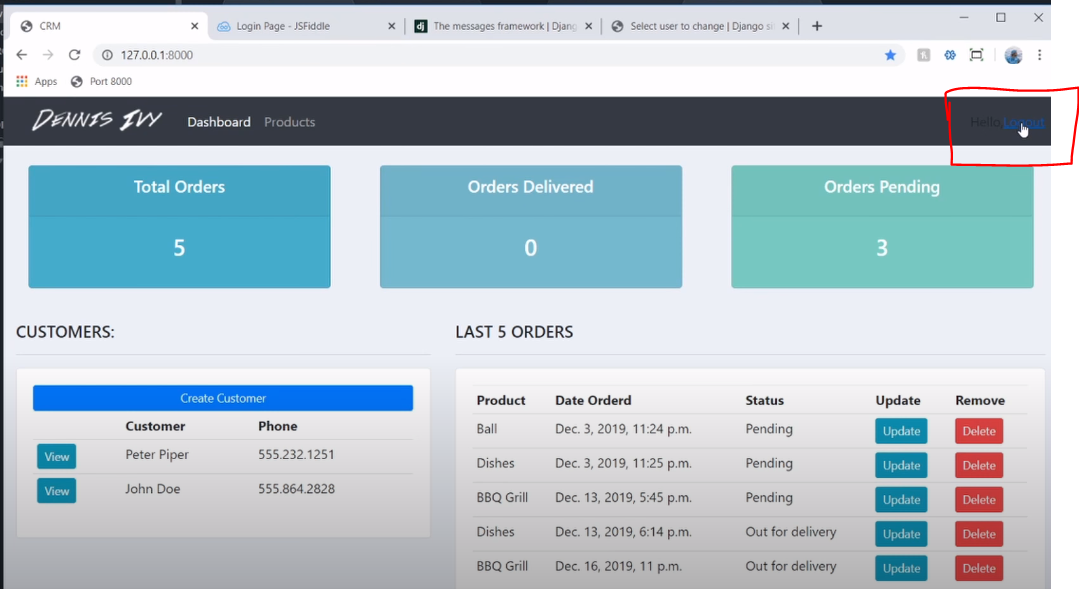 CRM
Login Page - JSFiddle
The messages framework | Djang
Select user to change | Django si
127.0.0.1:8000
Apps Port 8000
DENNIS IVY Dashboard Products Hello, Logout
Total Orders Orders Delivered Orders Pending
5 0 3
CUSTOMERS:
Create Customer
Customer Phone
View Peter Piper 555.232.1251
View John Doe 555.864.2828
LAST 5 ORDERS
Product Date Orderd Status Update Remove
Ball Dec. 3, 2019, 11:24 p.m. Pending Update Delete
Dishes Dec. 3, 2019, 11:25 p.m. Pending Update Delete
BBQ Grill Dec. 13, 2019, 5:45 p.m. Pending Update Delete
Dishes Dec. 13, 2019, 6:14 p.m. Out for delivery Update Delete
BBQ Grill Dec. 16, 2019, 11 p.m. Out for delivery Update Delete